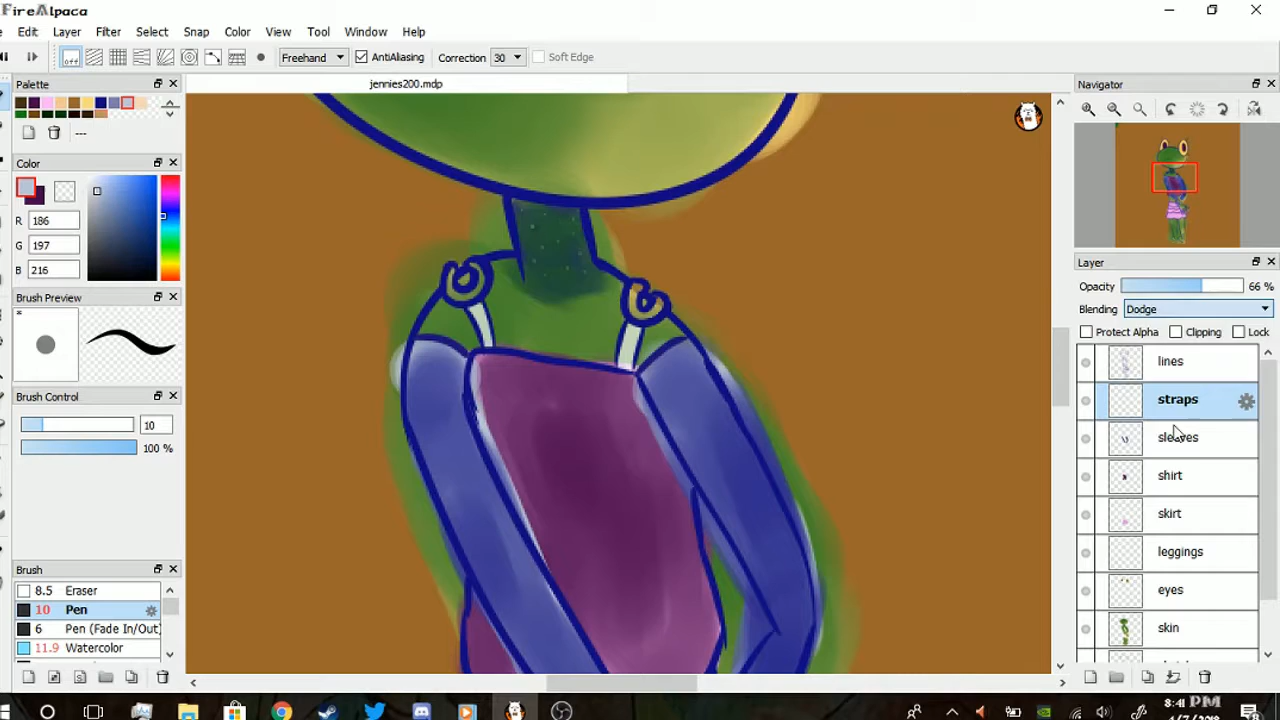 FireAlpaca
Edit Layer Filter Select Snap Color View Tool Window Help
off Freehand AntiAliasing Correction 30 Soft Edge
Palette
jennies200.mdp
Navigator
---
Color
R 186
G 197
B 216
Layer
Opacity 66 %
Blending Dodge
Protect Alpha Clipping Lock
Brush Preview
*
lines
straps
sleeves
shirt
skirt
leggings
eyes
skin
Brush Control
10
100 %
Brush
8.5 Eraser
10 Pen
6 Pen (Fade In/Out)
11.9 Watercolor
8:41 PM